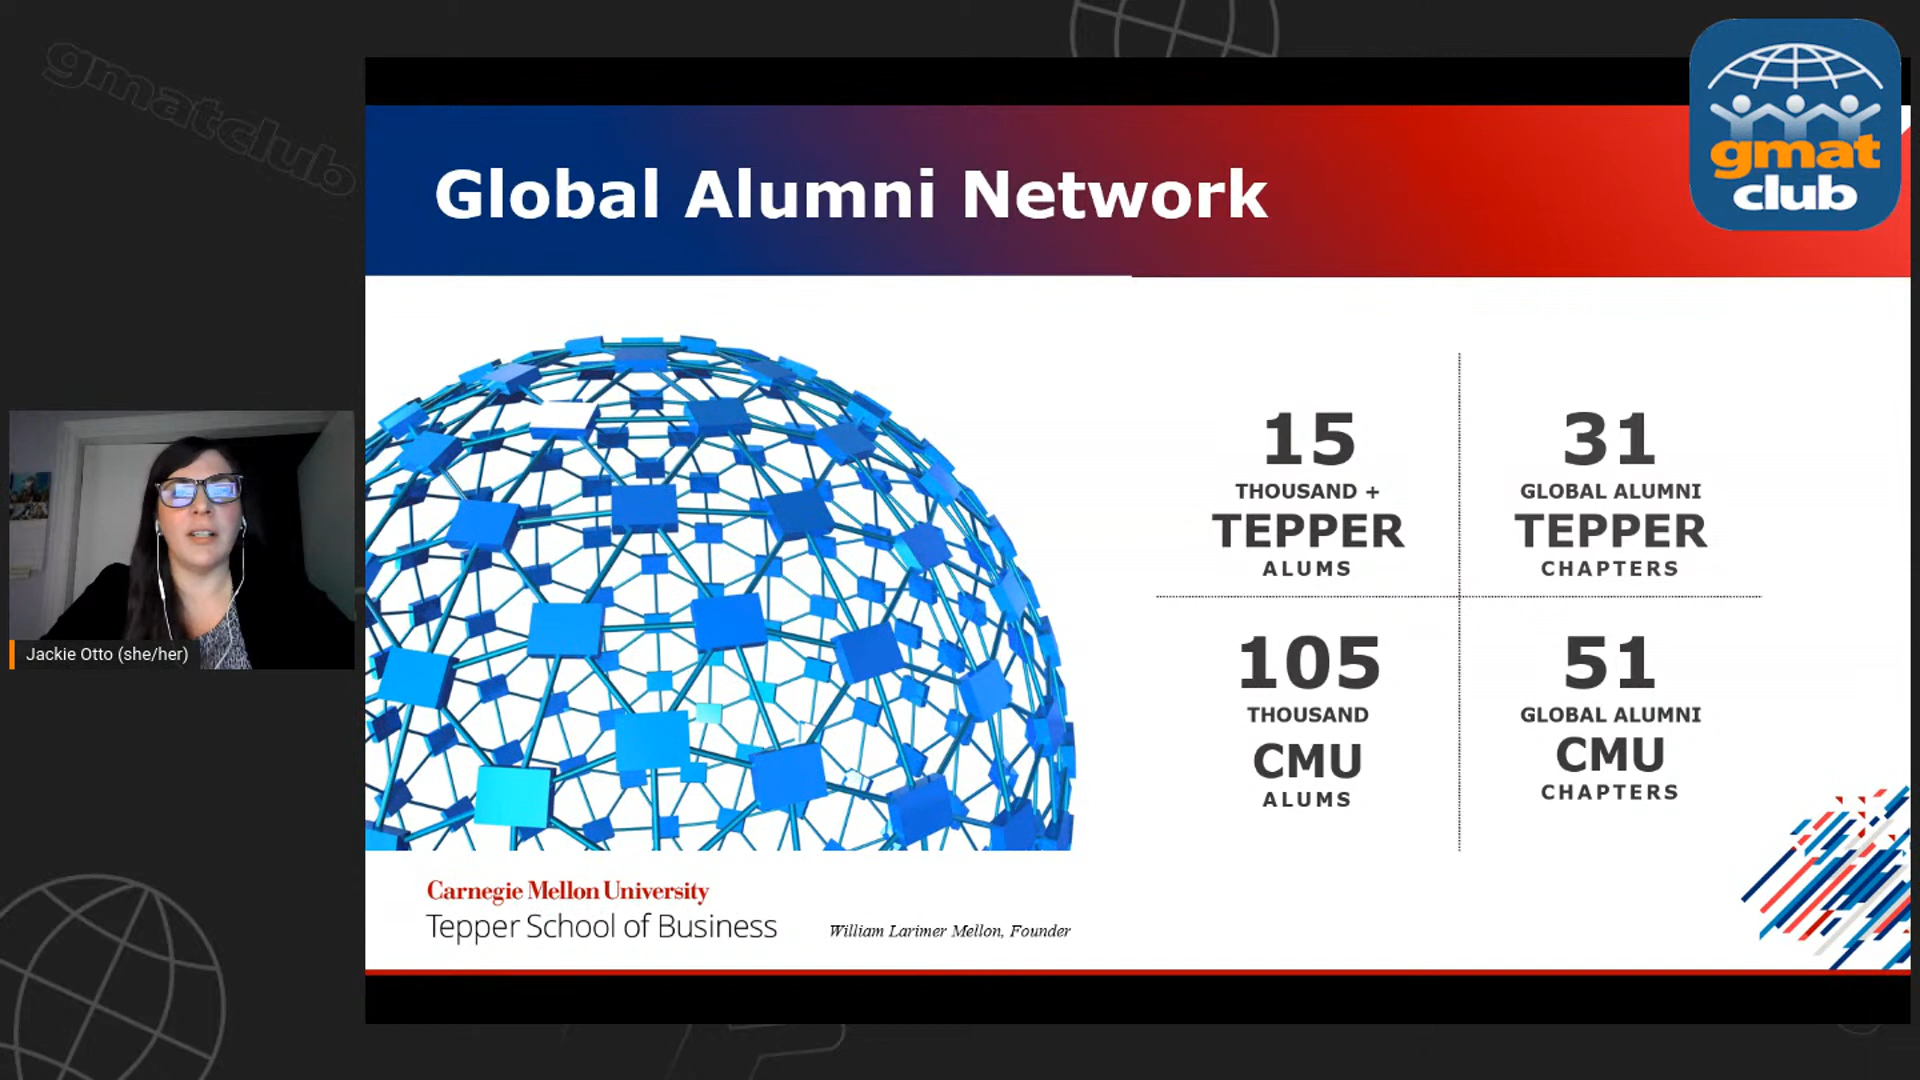 gmatclub
gmat
club
Global Alumni Network
15
THOUSAND +
TEPPER
ALUMS
31
GLOBAL ALUMNI
TEPPER
CHAPTERS
105
THOUSAND
CMU
ALUMS
51
GLOBAL ALUMNI
CMU
CHAPTERS
Jackie Otto (she/her)
Carnegie Mellon University
Tepper School of Business
William Larimer Mellon, Founder